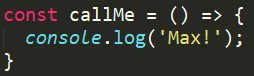 const callMe = () => {
  console.log('Max!');
}